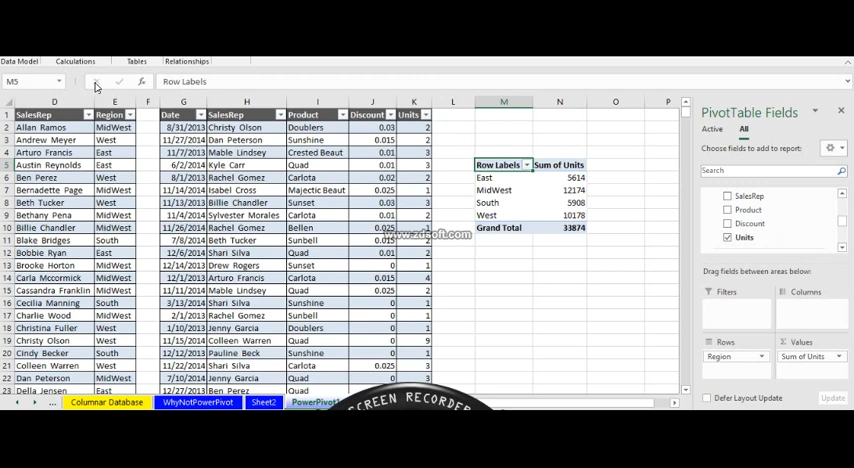 Data Model Calculations Tables Relationships
M5 fx Row Labels
D E F G H I J K L M N O P
1 SalesRep Region Date SalesRep Product Discount Units
2 Allan Ramos MidWest 8/31/2013 Christy Olson Doublers 0.03 2
3 Andrew Meyer West 11/27/2014 Dan Peterson Sunshine 0.015 2
4 Arturo Francis East 11/7/2013 Mable Lindsey Crested Beaut 0.01 3
5 Austin Reynolds East 6/2/2014 Kyle Carr Quad 0.01 3 Row Labels Sum of Units
6 Ben Perez West 8/1/2013 Rachel Gomez Carlota 0.02 2 East 5614
7 Bernadette Page MidWest 11/14/2013 Isabel Cross Majectic Beaut 0.025 1 MidWest 12174
8 Beth Tucker West 11/13/2013 Billie Chandler Sunset 0.03 3 South 5908
9 Bethany Pena MidWest 11/4/2014 Sylvester Morales Carlota 0.01 2 West 10178
10 Billie Chandler MidWest Rachel Gomez Bellen 0.025 1 Grand Total 33874
11 Blake Bridges South 7/8/2014 Beth Tucker Sunbell 2
www.zdsoft.com
12 Bobbie Ryan East 12/6/2014 Shari Silva Quad 0.01 2
13 Brooke Horton MidWest 12/14/2013 Drew Rogers Sunset 0 1
14 Carla Mccormick MidWest 12/1/2013 Arturo Francis Quad 0.015 4
15 Cassandra Franklin MidWest 11/11/2014 Mable Lindsey Quad 0.025 2
16 Cecilia Manning South 3/13/2014 Shari Silva Sunshine 0 1
17 Charlie Wood MidWest 2/1/2013 Rachel Gomez Sunbell 0 1
18 Christina Fuller West 1/10/2013 Jenny Garcia Doublers 0 1
19 Christy Olson West 11/15/2014 Colleen Warren Quad 0 9
20 Cindy Becker South 12/12/2013 Pauline Beck Sunshine 0 1
21 Colleen Warren West 11/22/2014 Shari Silva Carlota 0.025 3
22 Dan Peterson MidWest 7/10/2014 Jenny Garcia Quad 0 3
23 Della Jensen East 12/27/2013 Ben Perez Quad 0
... Columnar Database WhyNotPowerPivot Sheet2 PowerPivot1
SCREEN RECORDER
PivotTable Fields
Active All
Choose fields to add to report:
Search
SalesRep
Product
Discount
Units
Drag fields between areas below:
Filters Columns
Rows Values
Region Sum of Units
Defer Layout Update Update